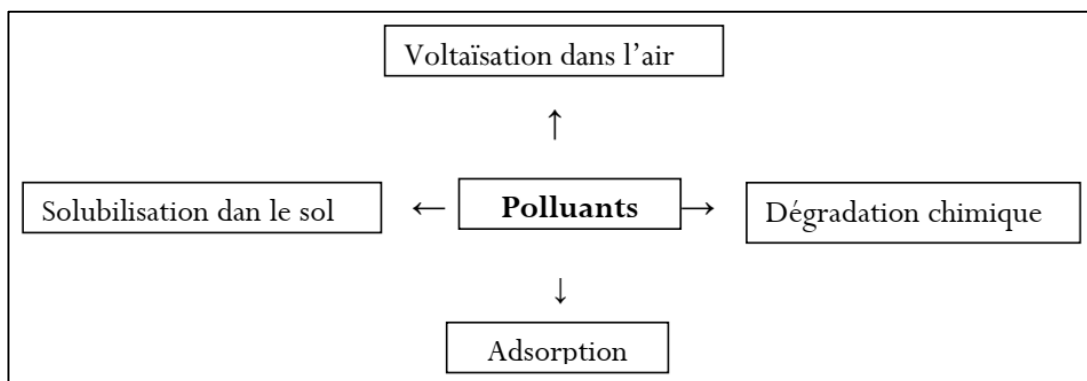 Voltaïsation dans l'air
↑
Solubilisation dan le sol ← Polluants → Dégradation chimique
↓
Adsorption